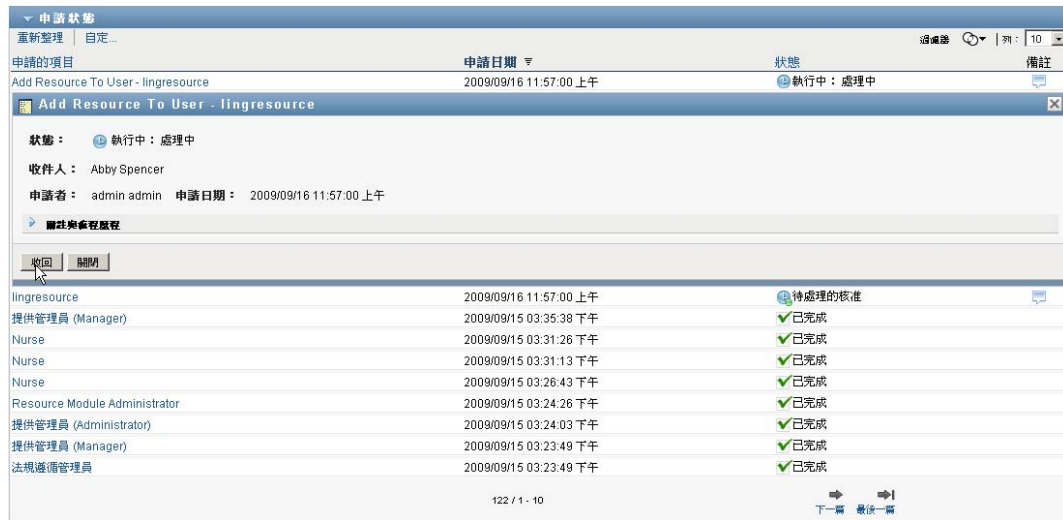 申請狀態
重新整理 自定...
過濾器 列： 10
申請的項目 申請日期 狀態 備註
Add Resource To User - lingresource 2009/09/16 11:57:00 上午 執行中： 處理中
Add Resource To User - lingresource
狀態： 執行中： 處理中
收件人： Abby Spencer
申請者： admin admin 申請日期： 2009/09/16 11:57:00 上午
備註與流程歷程
收回 關閉
lingresource 2009/09/16 11:57:00 上午 待處理的核准
提供管理員 (Manager) 2009/09/15 03:35:38 下午 已完成
Nurse 2009/09/15 03:31:26 下午 已完成
Nurse 2009/09/15 03:31:13 下午 已完成
Nurse 2009/09/15 03:26:43 下午 已完成
Resource Module Administrator 2009/09/15 03:24:26 下午 已完成
提供管理員 (Administrator) 2009/09/15 03:24:03 下午 已完成
提供管理員 (Manager) 2009/09/15 03:23:49 下午 已完成
法規遵循管理員 2009/09/15 03:23:49 下午 已完成
122 / 1 - 10
下一篇 最後一篇